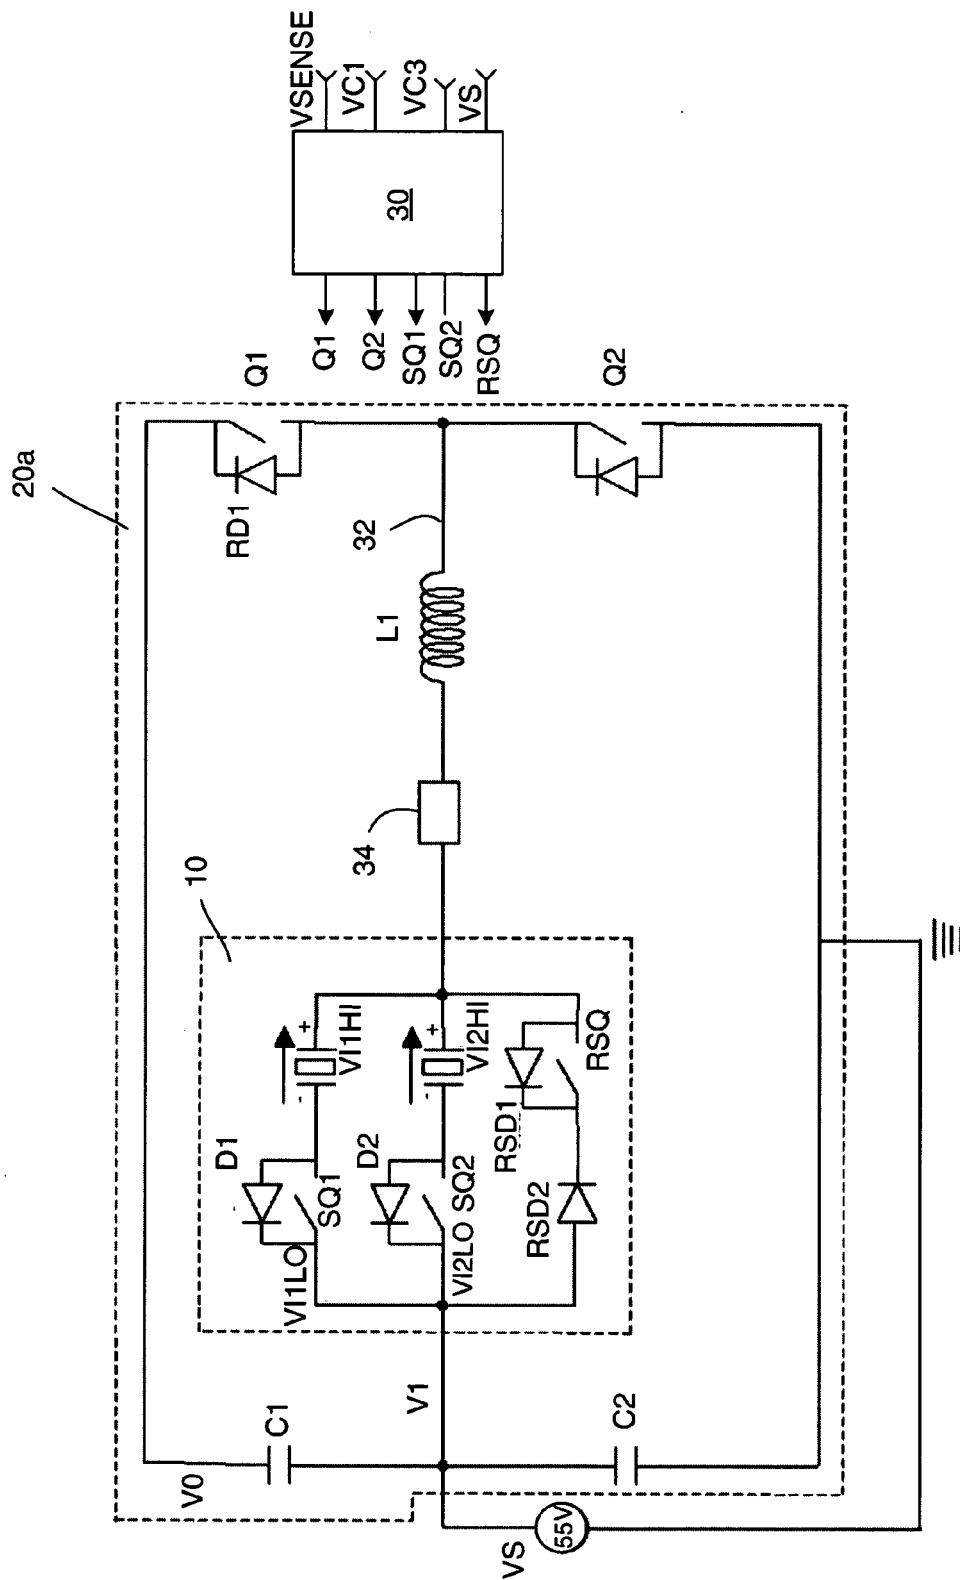 20a
Q1
RD1
32
L1
34
10
Q2
VSENSE
VC1
VC3
VS
30
Q1
Q2
SQ1
SQ2
RSQ
+
-
VI1HI
D1
SQ1
VI1LO
+
-
VI2HI
D2
VI2LO SQ2
RSD1
RSQ
RSD2
V0
C1
V1
C2
VS
55V